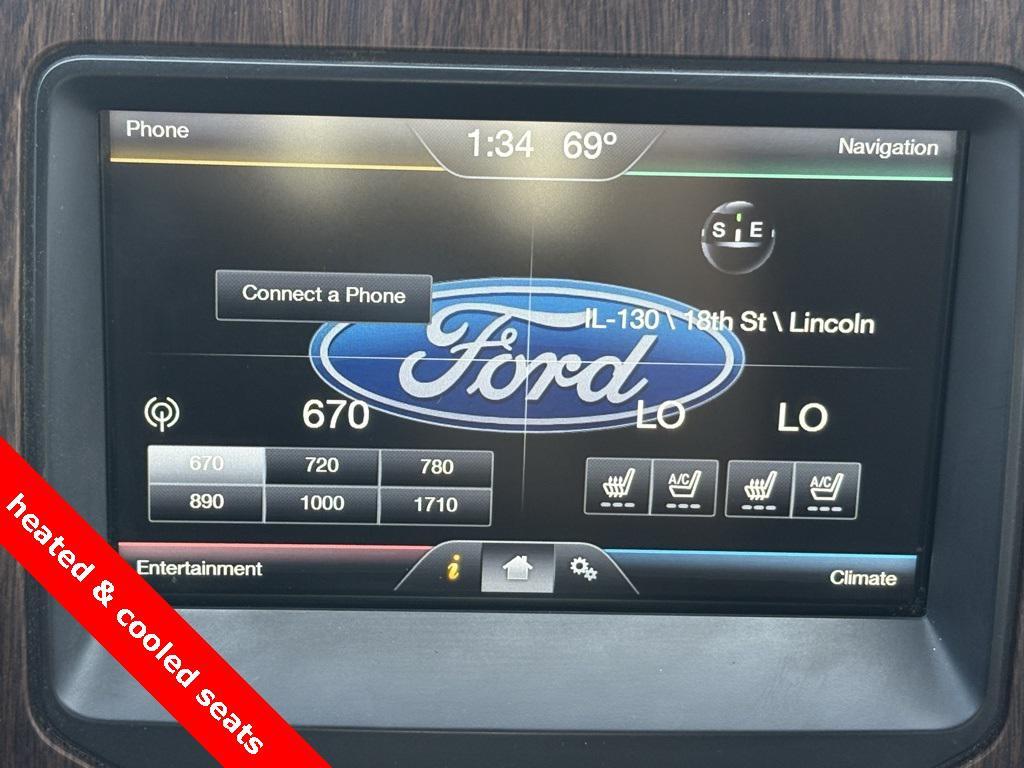 Phone
1:34 69º
Navigation
S E
Connect a Phone
IL-130 \ 18th St \ Lincoln
Ford
670
LO LO
670 720 780
890 1000 1710
A/C A/C
Entertainment
i
Climate
heated & cooled seats